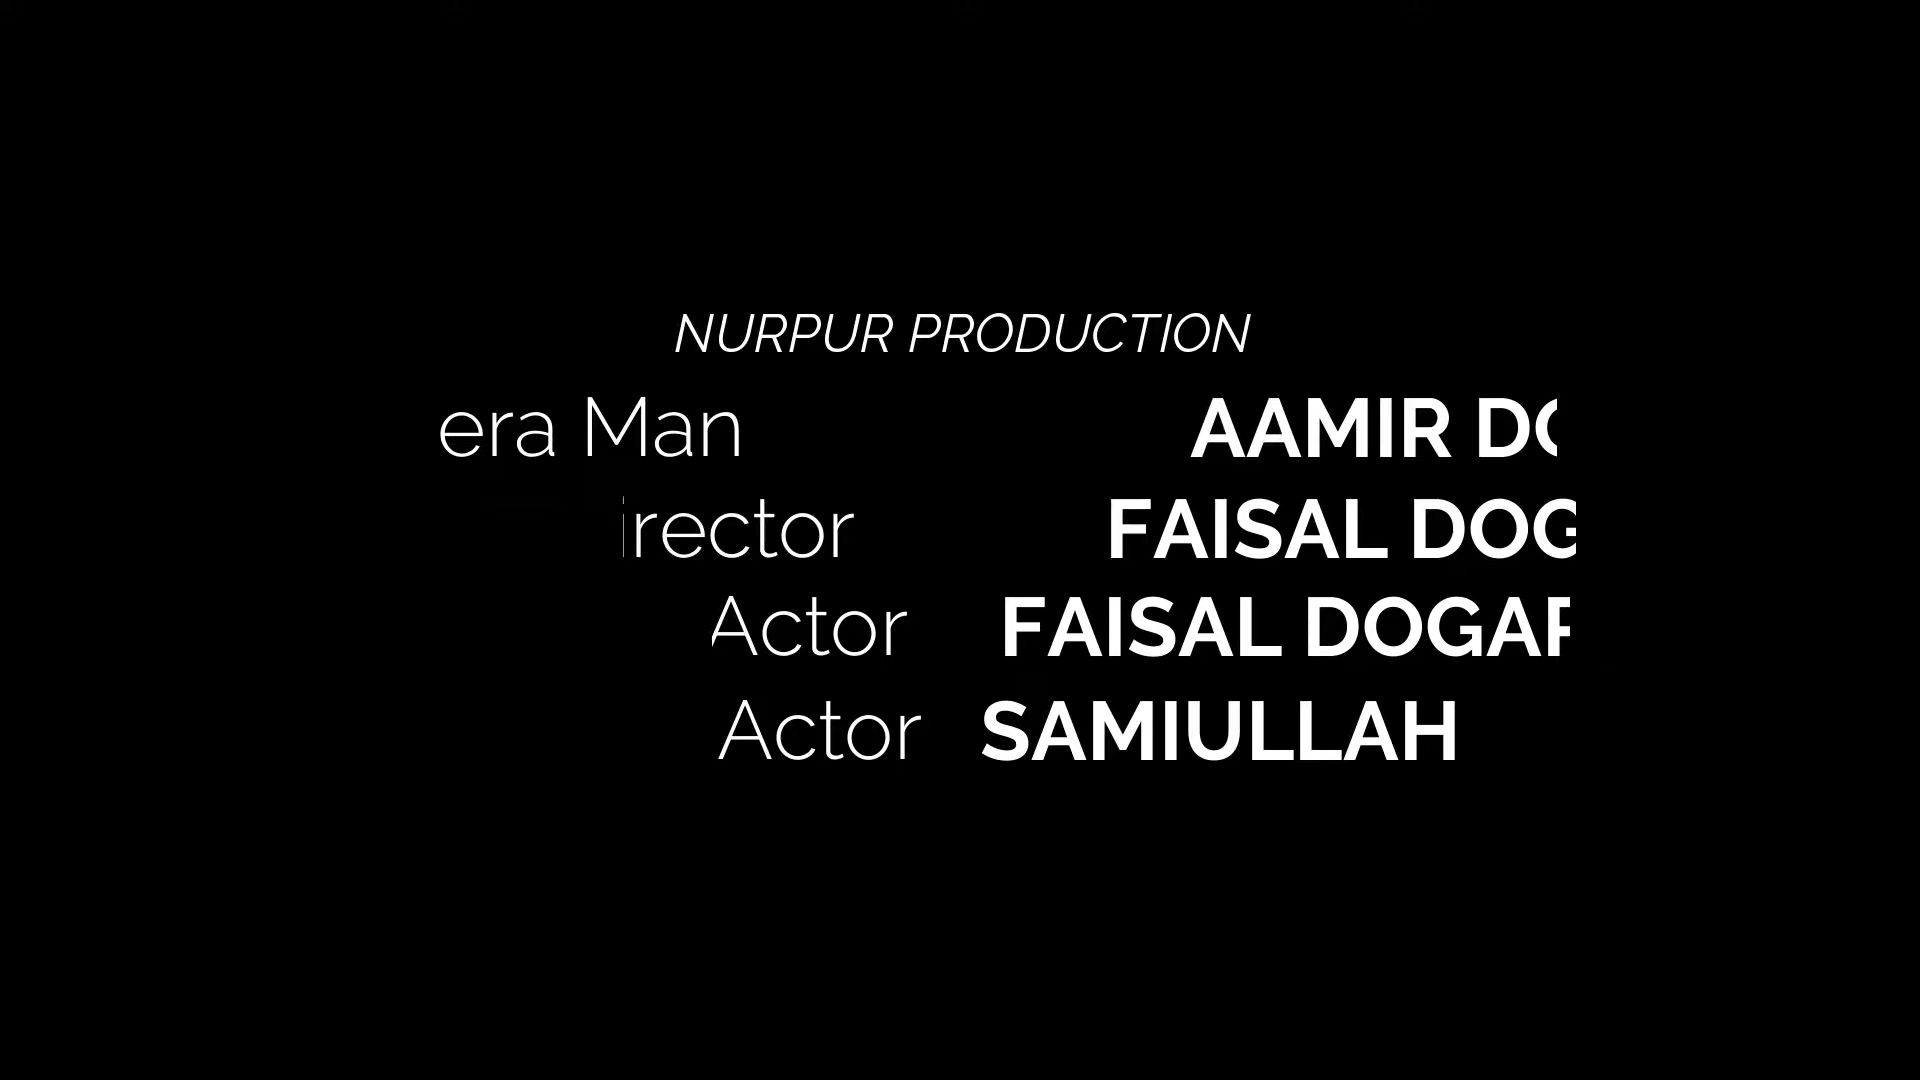 NURPUR PRODUCTION
era Man AAMIR DO
irector FAISAL DOG
Actor FAISAL DOGAR
Actor SAMIULLAH